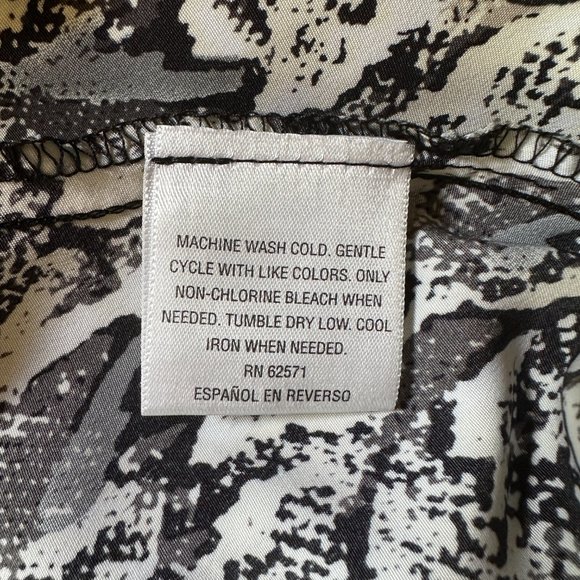 MACHINE WASH COLD. GENTLE
CYCLE WITH LIKE COLORS. ONLY
NON-CHLORINE BLEACH WHEN
NEEDED. TUMBLE DRY LOW. COOL
IRON WHEN NEEDED.
RN 62571
ESPAÑOL EN REVERSO